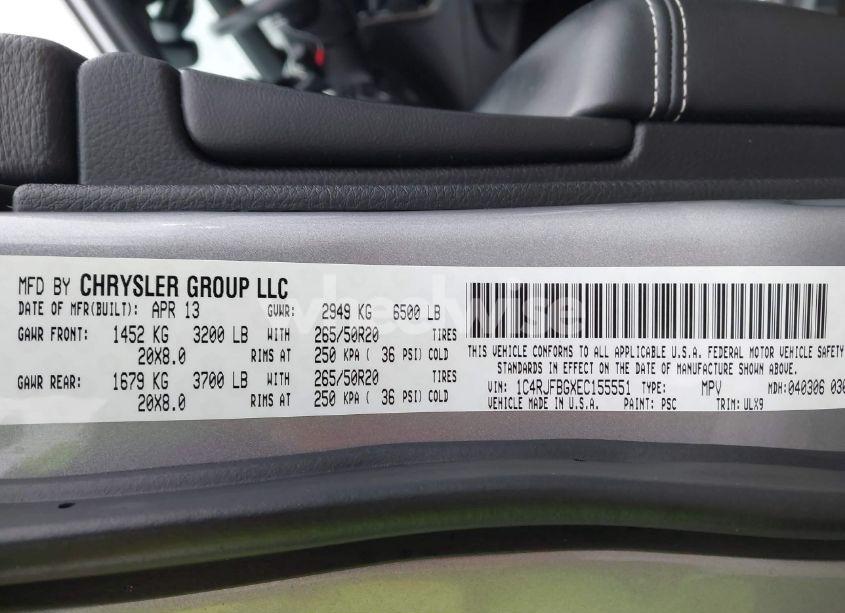 MFD BY CHRYSLER GROUP LLC
DATE OF MFR(BUILT): APR 13 GVWR: 2949 KG 6500 LB
GAWR FRONT: 1452 KG 3200 LB WITH 265/50R20 TIRES
20X8.0 RIMS AT 250 KPA ( 36 PSI) COLD
GAWR REAR: 1679 KG 3700 LB WITH 265/50R20 TIRES
20X8.0 RIMS AT 250 KPA ( 36 PSI) COLD
THIS VEHICLE CONFORMS TO ALL APPLICABLE U.S.A. FEDERAL MOTOR VEHICLE SAFETY
STANDARDS IN EFFECT ON THE DATE OF MANUFACTURE SHOWN ABOVE.
VIN: 1C4RJFBGXEC155551 TYPE: MPV MDH:040306 030
VEHICLE MADE IN U.S.A. PAINT: PSC TRIM: ULX9
wheelwise